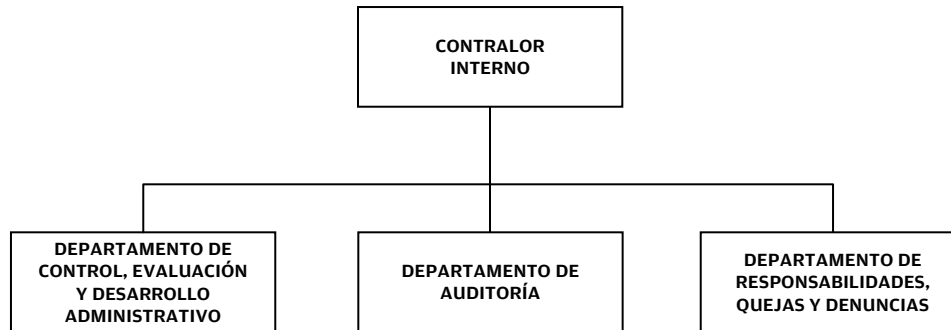 CONTRALOR
INTERNO
DEPARTAMENTO DE
CONTROL, EVALUACIÓN
Y DESARROLLO
ADMINISTRATIVO
DEPARTAMENTO DE
AUDITORÍA
DEPARTAMENTO DE
RESPONSABILIDADES,
QUEJAS Y DENUNCIAS